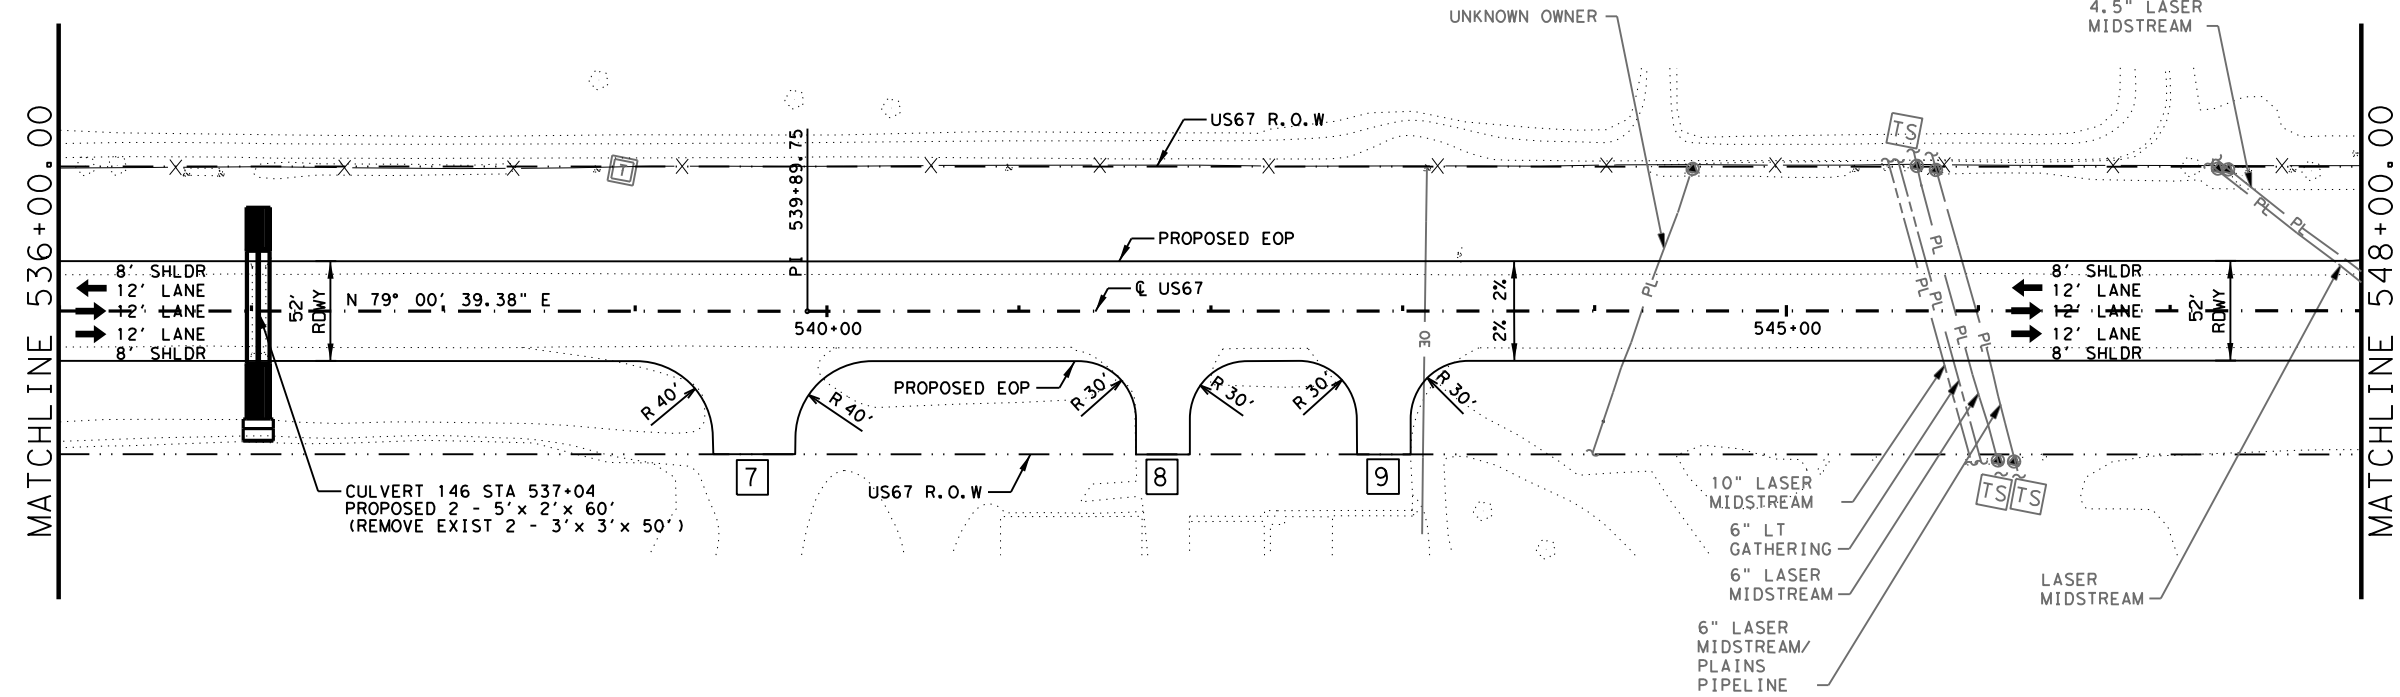 MATCHLINE 536+00.00
UNKNOWN OWNER
4.5" LASER
MIDSTREAM
US67 R.O.W
TS
T
PI 539+89.75
PROPOSED EOP
8' SHLDR
12' LANE
12' LANE
12' LANE
8' SHLDR
52'
RDWY
N 79° 00' 39.38" E
℄ US67
540+00
2%
2%
OE
PL
PL
PL
PL
PL
PL
PL
PL
545+00
8' SHLDR
12' LANE
12' LANE
12' LANE
8' SHLDR
52'
RDWY
PROPOSED EOP
R 40'
R 40'
R 30'
R 30'
R 30'
R 30'
7
8
9
US67 R.O.W
CULVERT 146 STA 537+04
PROPOSED 2 - 5'x 2'x 60'
(REMOVE EXIST 2 - 3'x 3'x 50')
10" LASER
MIDSTREAM
6" LT
GATHERING
6" LASER
MIDSTREAM
6" LASER
MIDSTREAM/
PLAINS
PIPELINE
TS
TS
LASER
MIDSTREAM
MATCHLINE 548+00.00